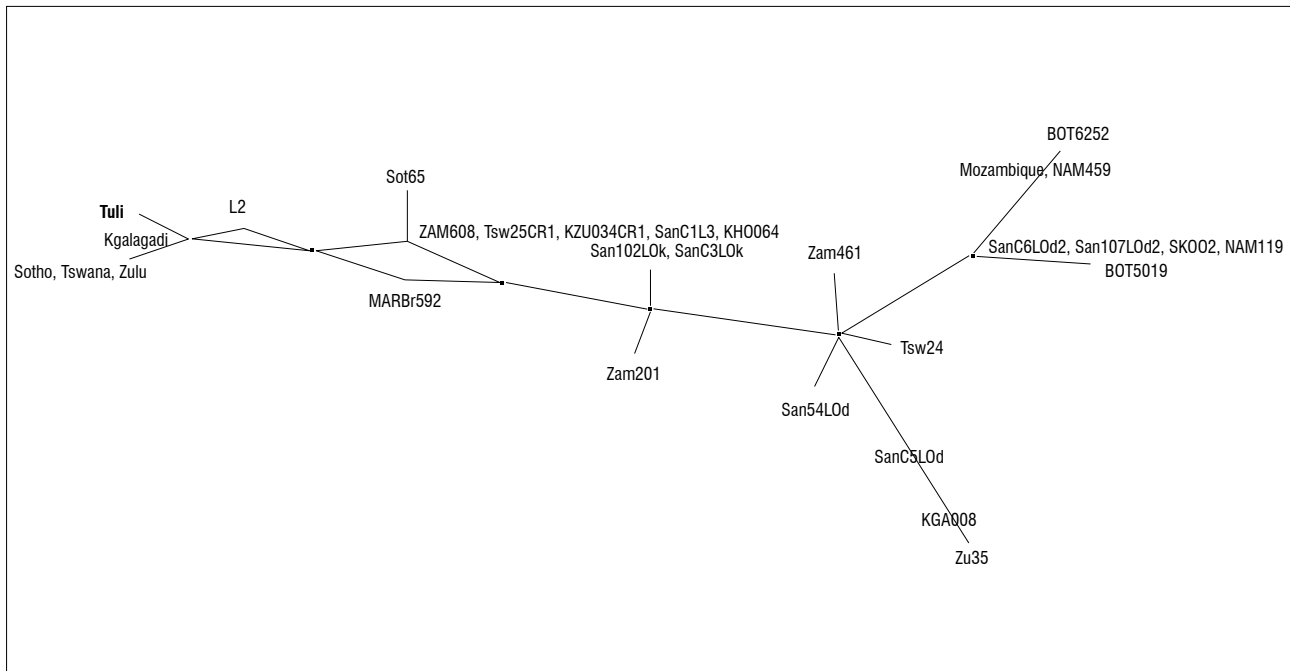 BOT6252
Mozambique, NAM459
Sot65
L2
Tuli
Kgalagadi
Sotho, Tswana, Zulu
ZAM608, Tsw25CR1, KZU034CR1, SanC1L3, KHO064
San102LOk, SanC3LOk
Zam461
SanC6LOd2, San107LOd2, SKOO2, NAM119
BOT5019
MARBr592
Tsw24
Zam201
San54LOd
SanC5LOd
KGA008
Zu35